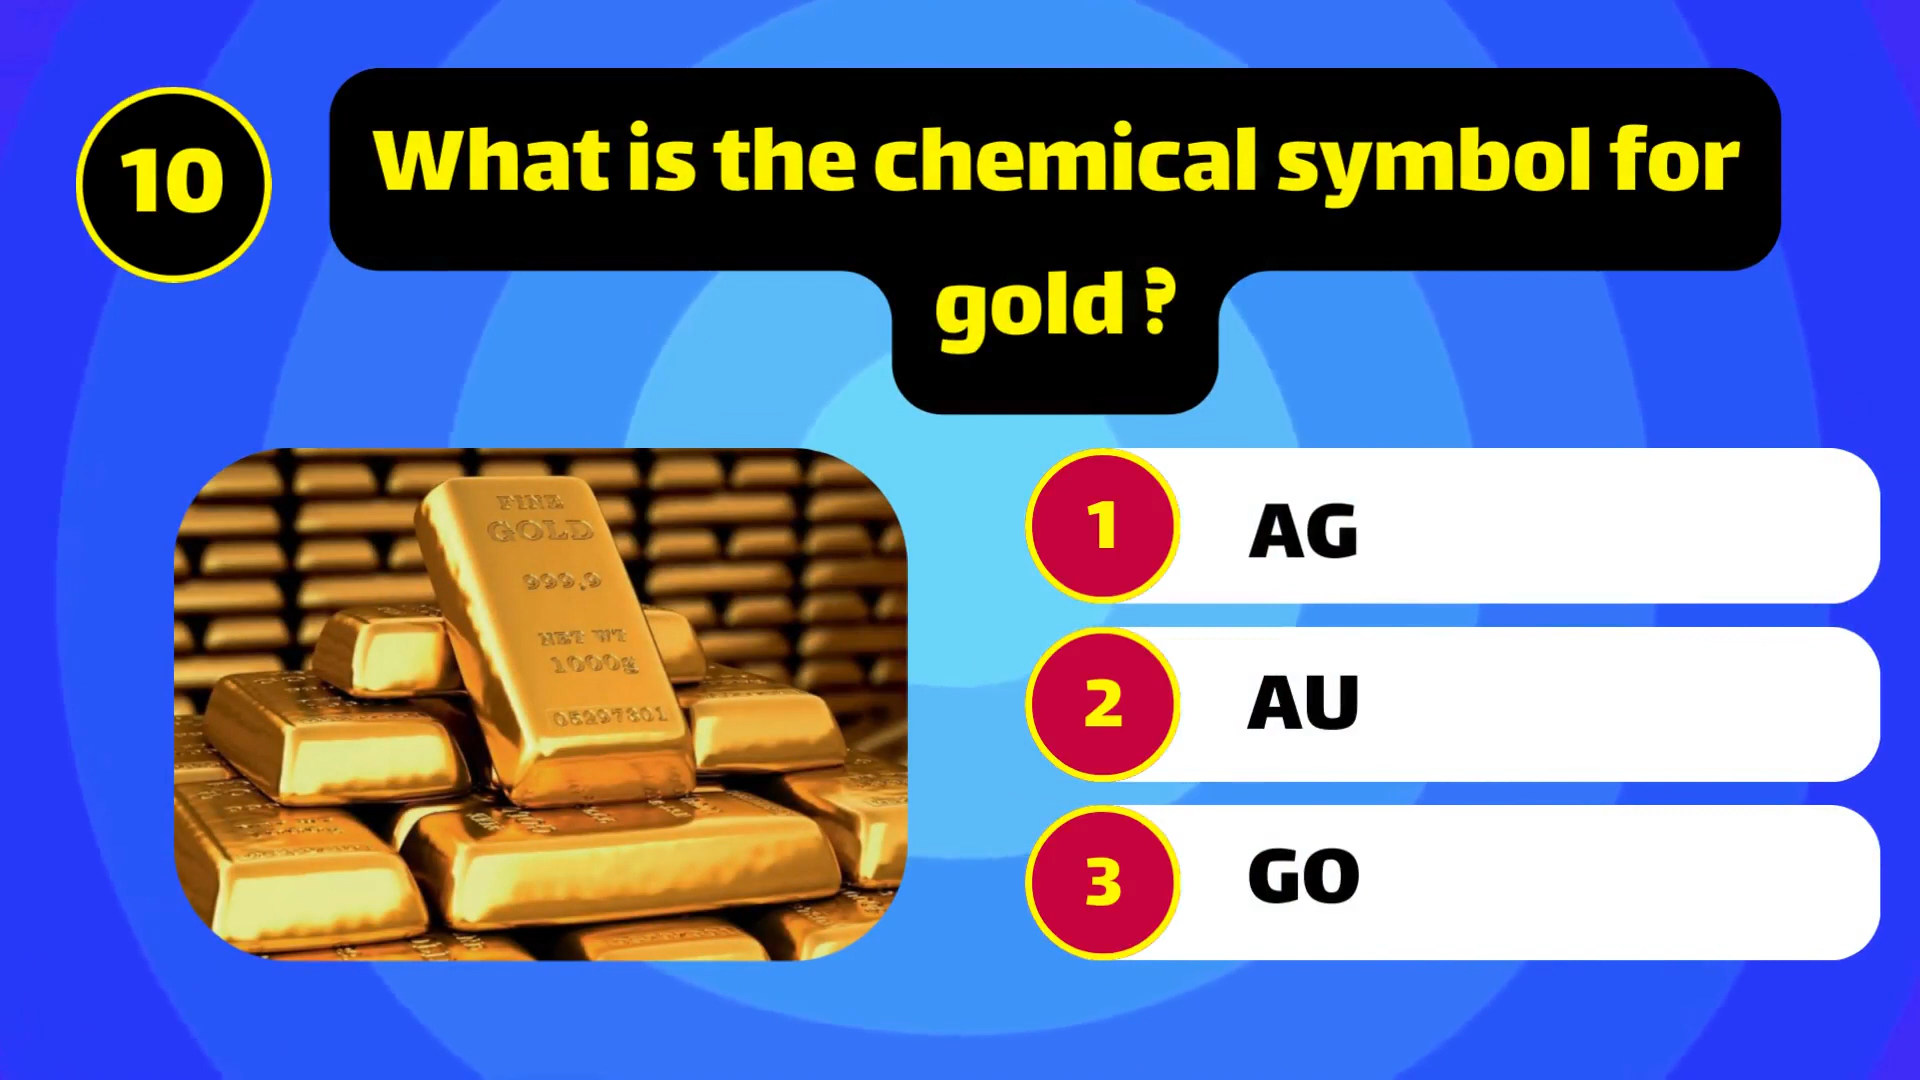 10
What is the chemical symbol for
gold ?
FINE
GOLD
999,9
NET WT
1000g
05297301
1
AG
2
AU
3
GO